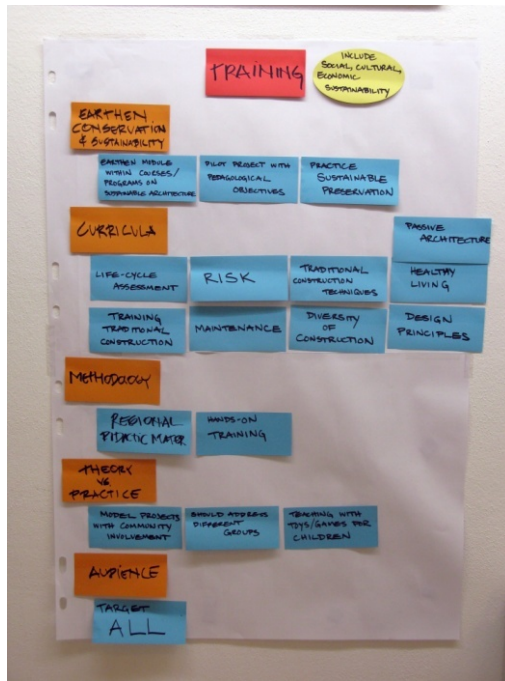 TRAINING
INCLUDE
SOCIAL, CULTURAL,
ECONOMIC
SUSTAINABILITY
EARTHEN
CONSERVATION
& SUSTAINABILITY
EARTHEN MODULE
WITHIN COURSES/
PROGRAMS ON
SUSTAINABLE ARCHITECTURE
PILOT PROJECT WITH
PEDAGOLOGICAL
OBJECTIVES
PRACTICE
SUSTAINABLE
PRESERVATION
CURRICULA
PASSIVE
ARCHITECTURE
LIFE-CYCLE
ASSESSMENT
RISK
TRADITIONAL
CONSTRUCTION
TECHNIQUES
HEALTHY
LIVING
TRAINING
TRADITIONAL
CONSTRUCTION
MAINTENANCE
DIVERSITY
OF
CONSTRUCTION
DESIGN
PRINCIPLES
METHODOLOGY
REGIONAL
DIDACTIC MATER.
HANDS-ON
TRAINING
THEORY
VS.
PRACTICE
MODEL PROJECTS
WITH COMMUNITY
INVOLVEMENT
SHOULD ADDRESS
DIFFERENT
GROUPS
TEACHING WITH
TOYS/GAMES FOR
CHILDREN
AUDIENCE
TARGET
ALL